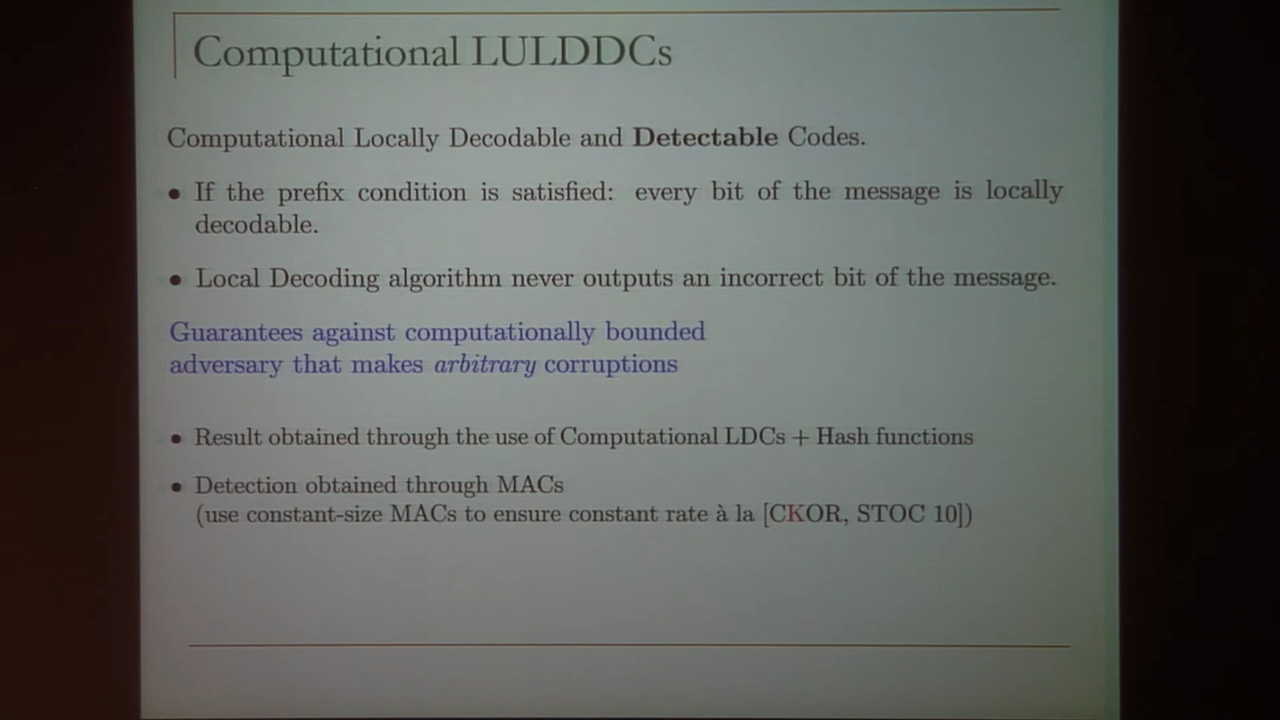 Computational LULDDCs
Computational Locally Decodable and Detectable Codes.
• If the prefix condition is satisfied: every bit of the message is locally
decodable.
• Local Decoding algorithm never outputs an incorrect bit of the message.
Guarantees against computationally bounded
adversary that makes arbitrary corruptions
• Result obtained through the use of Computational LDCs + Hash functions
• Detection obtained through MACs
(use constant-size MACs to ensure constant rate à la [CKOR, STOC 10])